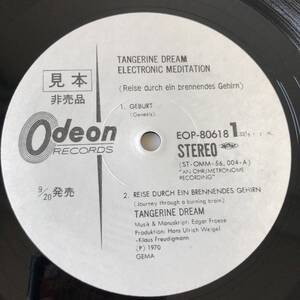 TANGERINE DREAM
ELECTRONIC MEDITATION
(Reise durch ein brennendes Gehirn)
見本
非売品
1. GEBURT
(Genesis)
Odeon
RECORDS
EOP-80618 1
STEREO
(ST-OMM-56, 004-A)
"AN OHR/METRONOME
RECORDING"
9/20 発売
2. REISE DURCH EIN BRENNENDES GEHIRN
(Journey through a burning train)
TANGERINE DREAM
Musik & Manuskript: Edgar Froese
Produktion: Hans Ulrich Weigel
-Klaus Freudigmann
(P) 1970
GEMA